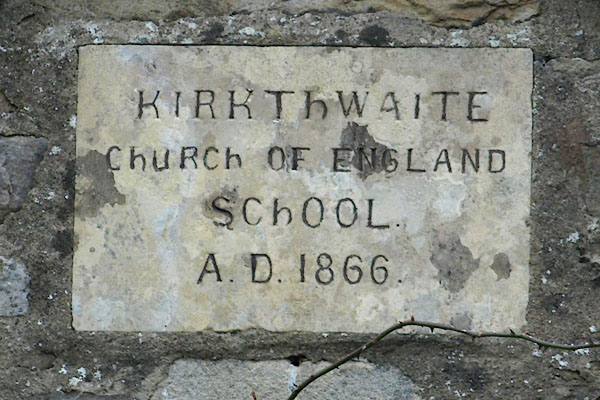 KIRKThWAITE
ChURCh OF ENGLAND
SChOOL.
A.D.1866.